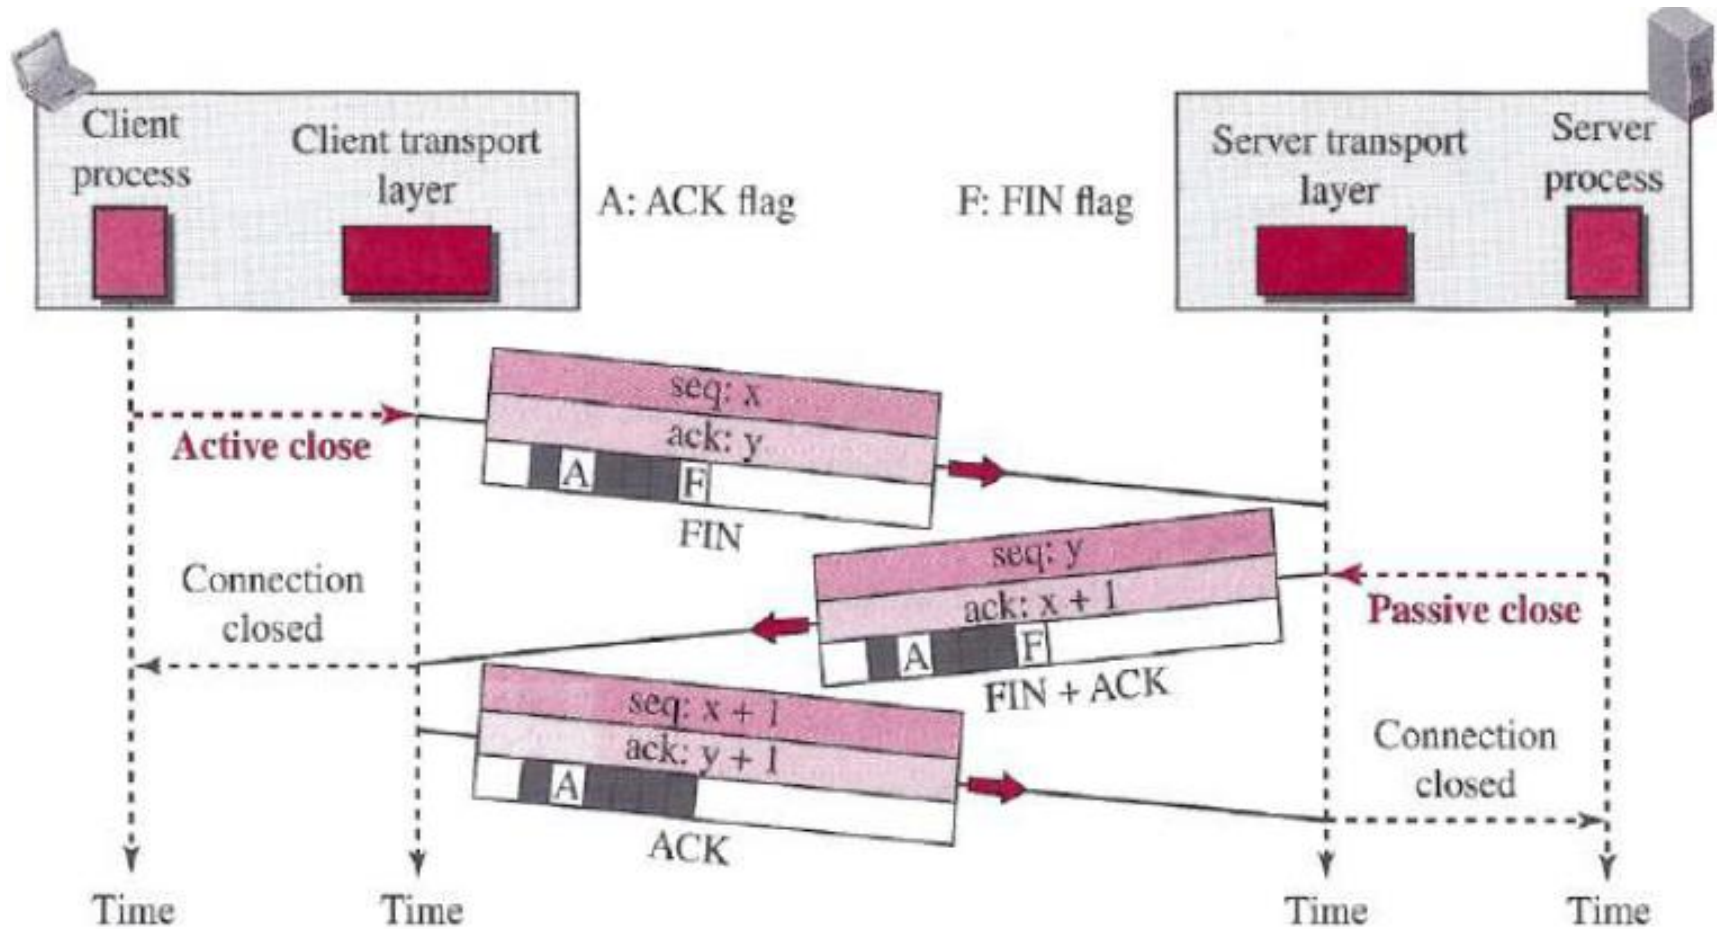 Client
process
Client transport
layer
A: ACK flag
F: FIN flag
Server transport
layer
Server
process
seq: x
ack: y
A
F
FIN
Active close
seq: y
ack: x + 1
A
F
FIN + ACK
Passive close
Connection
closed
seq: x + 1
ack: y + 1
A
ACK
Connection
closed
Time
Time
Time
Time